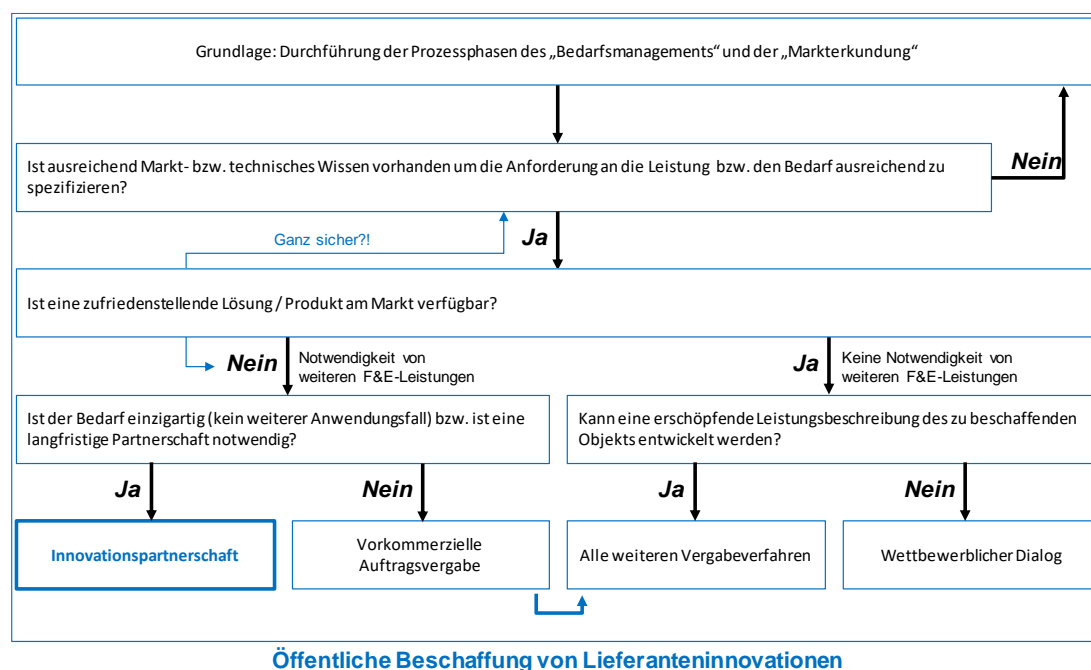 Grundlage: Durchführung der Prozessphasen des „Bedarfsmanagements“ und der „Markterkundung“
Ist ausreichend Markt- bzw. technisches Wissen vorhanden um die Anforderung an die Leistung bzw. den Bedarf ausreichend zu
spezifizieren?
Nein
Ganz sicher?!
Ja
Ist eine zufriedenstellende Lösung / Produkt am Markt verfügbar?
Nein
Notwendigkeit von
weiteren F&E-Leistungen
Ja
Keine Notwendigkeit von
weiteren F&E-Leistungen
Ist der Bedarf einzigartig (kein weiterer Anwendungsfall) bzw. ist eine
langfristige Partnerschaft notwendig?
Kann eine erschöpfende Leistungsbeschreibung des zu beschaffenden
Objekts entwickelt werden?
Ja
Nein
Ja
Nein
Innovationspartnerschaft
Vorkommerzielle
Auftragsvergabe
Alle weiteren Vergabeverfahren
Wettbewerblicher Dialog
Öffentliche Beschaffung von Lieferanteninnovationen